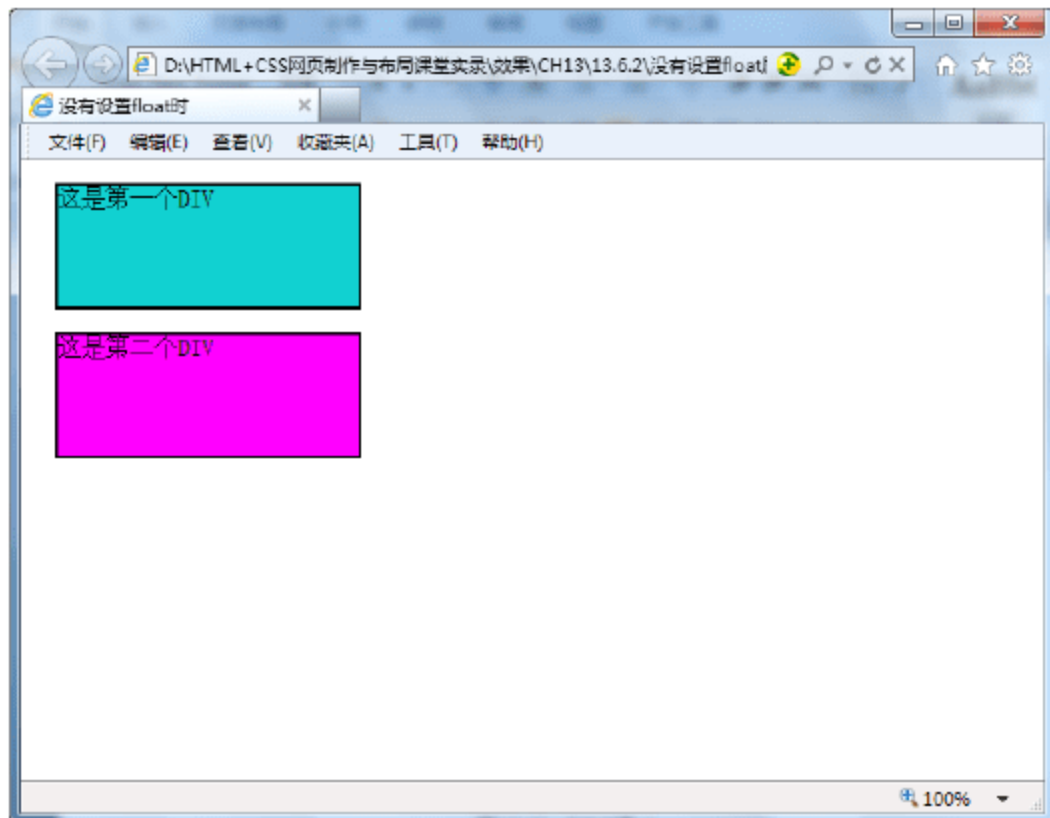 D:\HTML+CSS网页制作与布局课堂实录\效果\CH13\13.6.2\没有设置float
没有设置float时
文件(F) 编辑(E) 查看(V) 收藏夹(A) 工具(T) 帮助(H)
这是第一个DIV
这是第二个DIV
100%